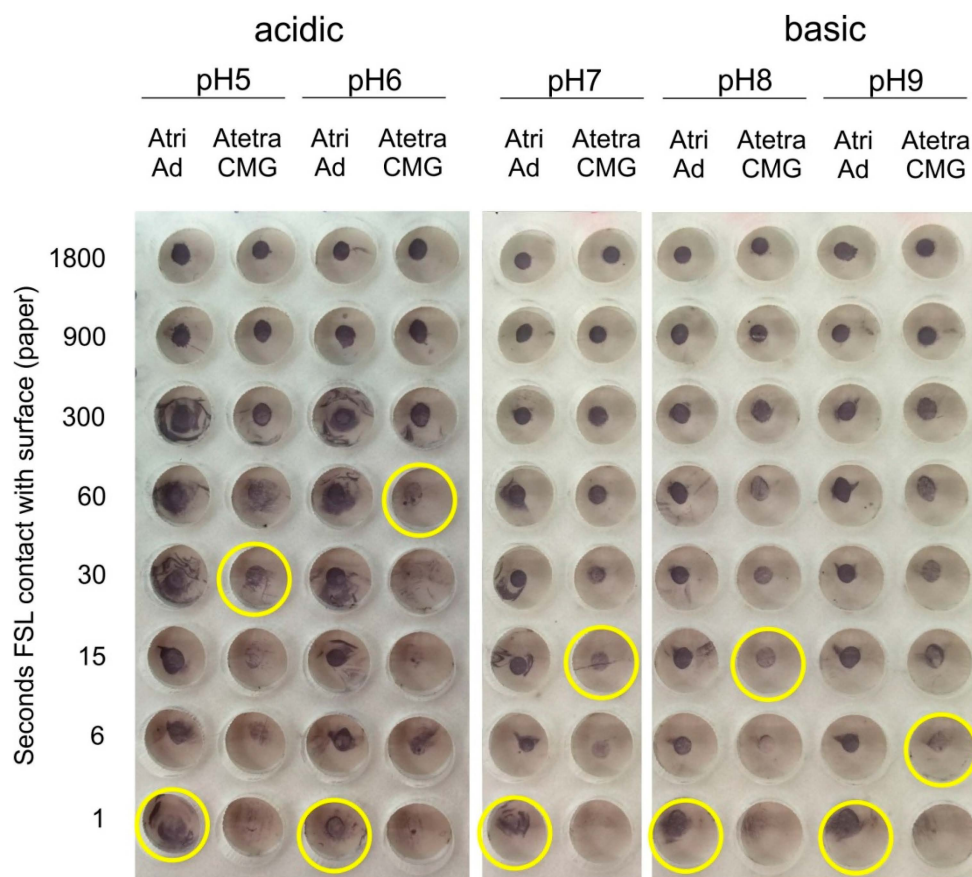 acidic
basic
pH5
pH6
pH7
pH8
pH9
Atri
Ad
Atetra
CMG
Atri
Ad
Atetra
CMG
Atri
Ad
Atetra
CMG
Atri
Ad
Atetra
CMG
Atri
Ad
Atetra
CMG
Seconds FSL contact with surface (paper)
1800
900
300
60
30
15
6
1